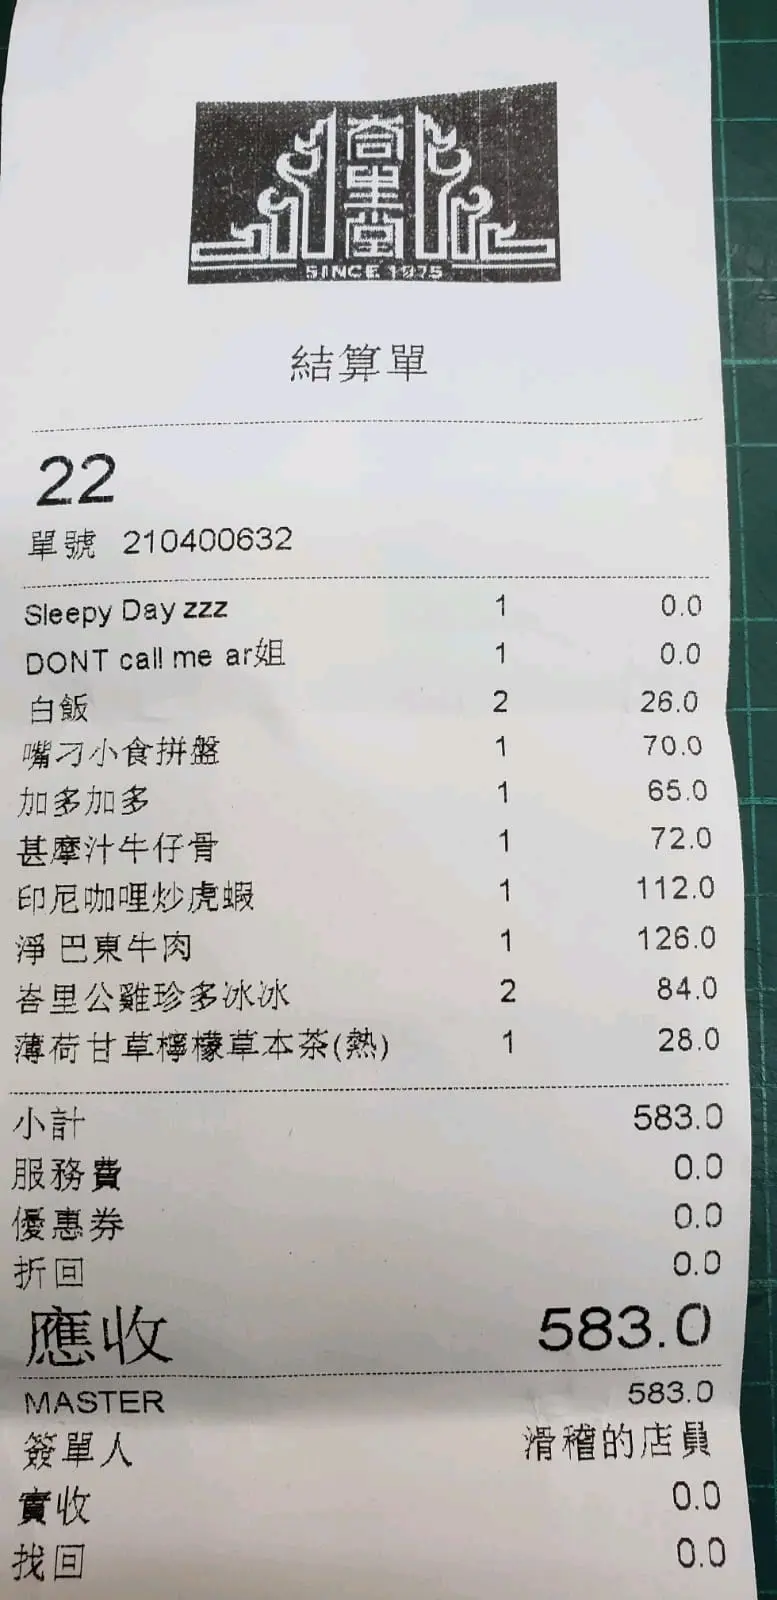 峇里堂
SINCE 1975
結算單
22
單號 210400632
Sleepy Day zzz 1 0.0
DONT call me ar姐 1 0.0
白飯 2 26.0
嘴刁小食拼盤 1 70.0
加多加多 1 65.0
甚摩汁牛仔骨 1 72.0
印尼咖哩炒虎蝦 1 112.0
淨 巴東牛肉 1 126.0
峇里公雞珍多冰冰 2 84.0
薄荷甘草檸檬草本茶(熱) 1 28.0
小計 583.0
服務費 0.0
優惠券 0.0
折回 0.0
應收 583.0
MASTER 583.0
簽單人 滑稽的店員
實收 0.0
找回 0.0